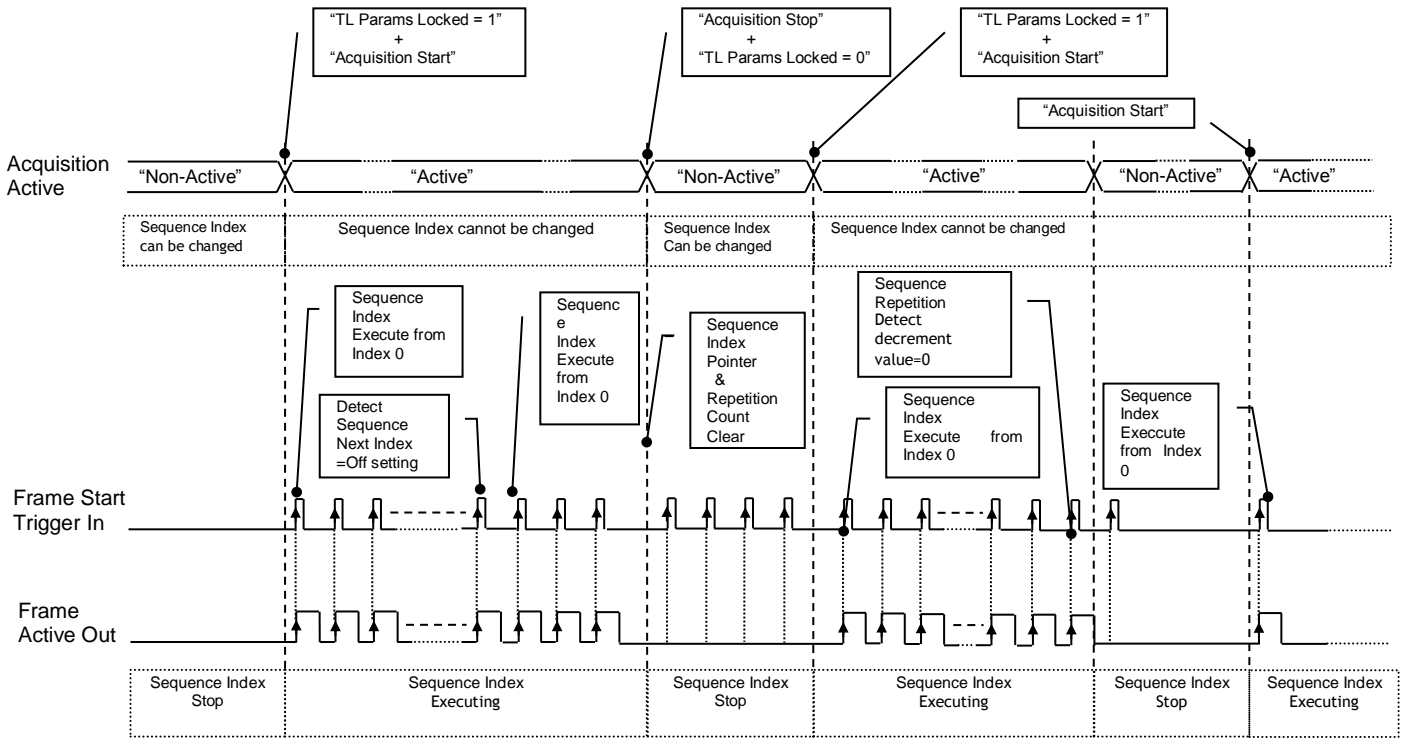 “TL Params Locked = 1”
+
“Acquisition Start”
“Acquisition Stop”
+
“TL Params Locked = 0”
“TL Params Locked = 1”
+
“Acquisition Start”
“Acquisition Start”
Acquisition
Active
“Non-Active”
“Active”
“Non-Active”
“Active”
“Non-Active”
“Active”
Sequence Index
can be changed
Sequence Index cannot be changed
Sequence Index
Can be changed
Sequence Index cannot be changed
Sequence
Index
Execute from
Index 0
Detect
Sequence
Next Index
=Off setting
Sequenc
e
Index
Execute
from
Index 0
Sequence
Index
Pointer
&
Repetition
Count
Clear
Sequence
Repetition
Detect
decrement
value=0
Sequence
Index
Execute from
Index 0
Sequence
Index
Execcute
from Index
0
Frame Start
Trigger In
Frame
Active Out
Sequence Index
Stop
Sequence Index
Executing
Sequence Index
Stop
Sequence Index
Executing
Sequence Index
Stop
Sequence Index
Executing